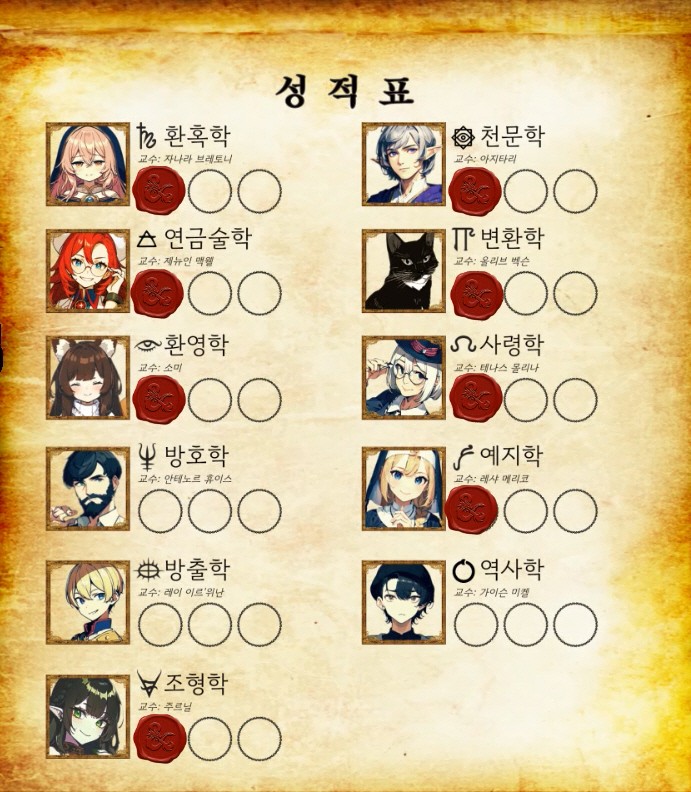 성적표
환혹학
교수: 자나라 브레토니
천문학
교수: 아지타리
연금술학
교수: 재뉴인 맥웰
변환학
교수: 올리브 벡슨
환영학
교수: 소미
사령학
교수: 테나스 몰리나
방호학
교수: 안테노르 휴이스
예지학
교수: 레샤 메리코
방출학
교수: 레이 이르'위난
역사학
교수: 가이슨 미켈
조형학
교수: 주르닐